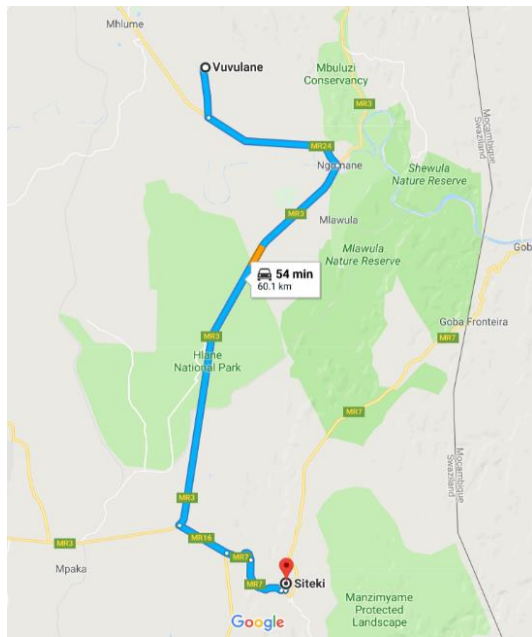 Mhlume
Vuvulane
Mbuluzi
Conservancy
MR3
Moçambique
Swaziland
MR24
Shewula
Nature Reserve
MR3
Mlawula
Mlawula
Nature Reserve
Gob
54 min
60.1 km
Goba Fronteira
MR7
MR3
Hlane
National Park
MR7
Moçambique
Swaziland
MR3
MR16
MR3
MR7
Mpaka
MR7
Siteki
Manzimyame
Protected
Landscape
Google